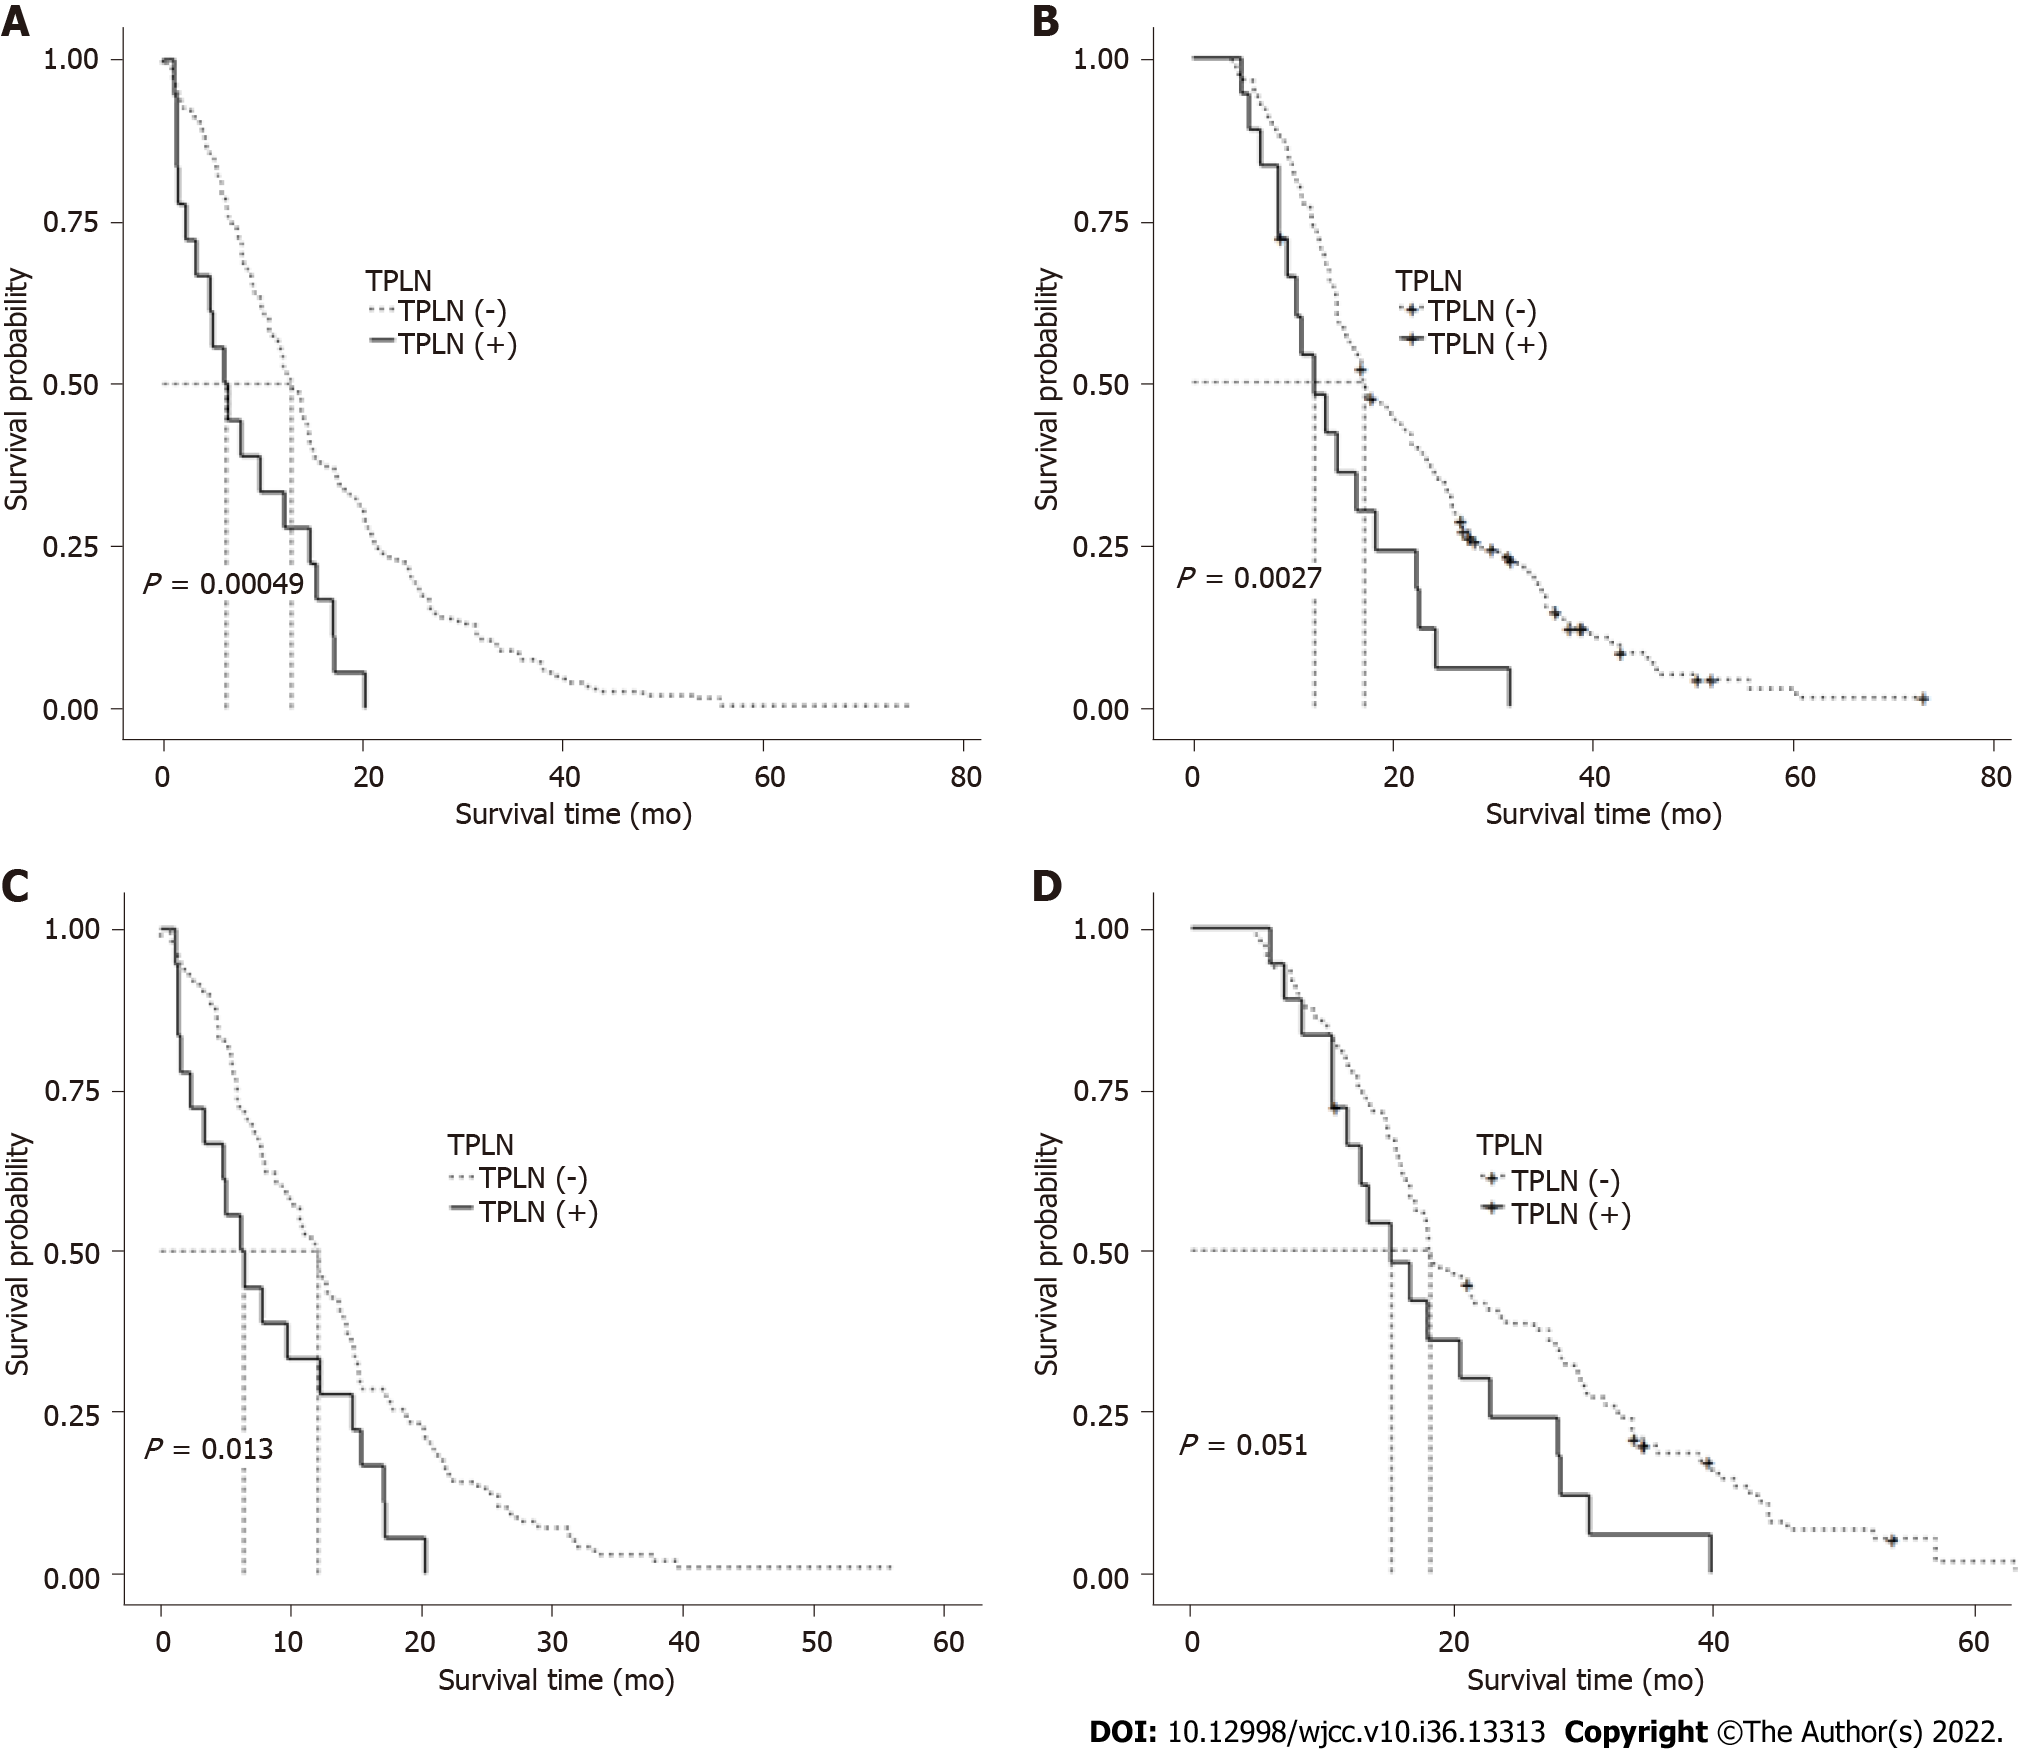 A
1.00
0.75
0.50
0.25
0.00
Survival probability
TPLN
TPLN (-)
TPLN (+)
P = 0.00049
0 20 40 60 80
Survival time (mo)
B
1.00
0.75
0.50
0.25
0.00
Survival probability
TPLN
TPLN (-)
TPLN (+)
P = 0.0027
0 20 40 60 80
Survival time (mo)
C
1.00
0.75
0.50
0.25
0.00
Survival probability
TPLN
TPLN (-)
TPLN (+)
P = 0.013
0 10 20 30 40 50 60
Survival time (mo)
D
1.00
0.75
0.50
0.25
0.00
Survival probability
TPLN
TPLN (-)
TPLN (+)
P = 0.051
0 20 40 60
Survival time (mo)
DOI: 10.12998/wjcc.v10.i36.13313 Copyright ©The Author(s) 2022.